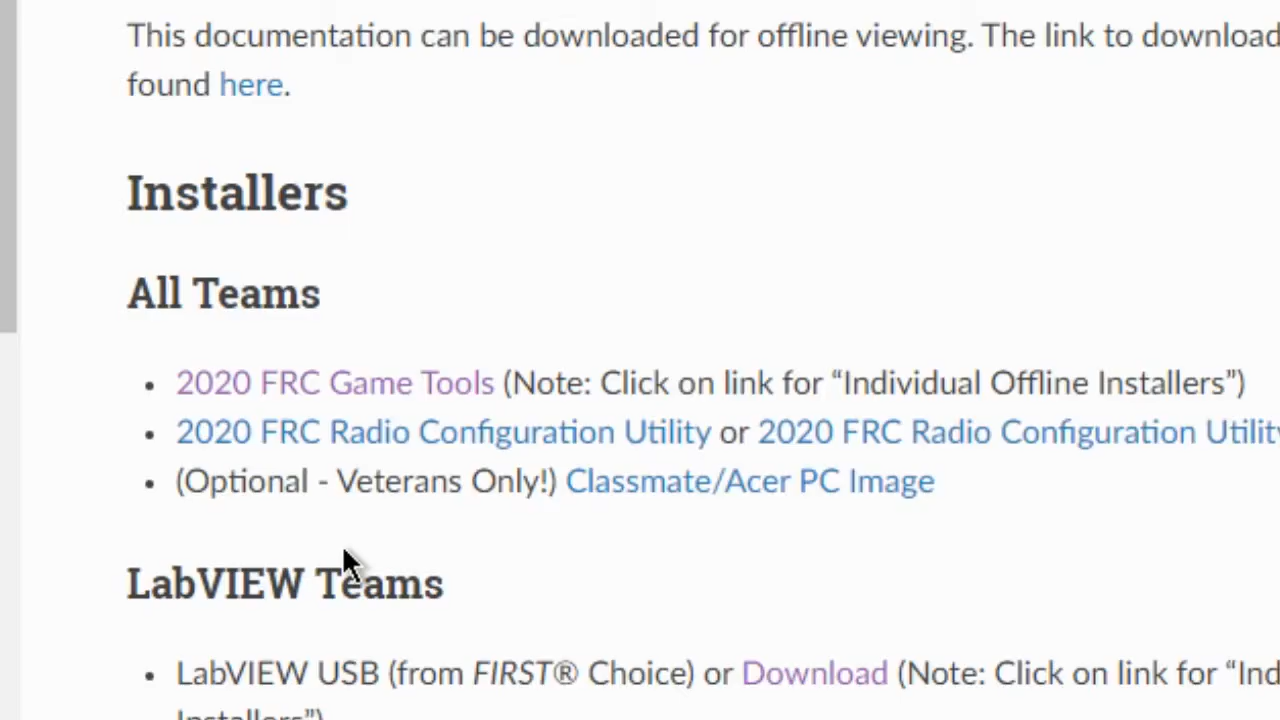 This documentation can be downloaded for offline viewing. The link to download
found here.
Installers
All Teams
• 2020 FRC Game Tools (Note: Click on link for “Individual Offline Installers”)
• 2020 FRC Radio Configuration Utility or 2020 FRC Radio Configuration Utility
• (Optional - Veterans Only!) Classmate/Acer PC Image
LabVIEW Teams
• LabVIEW USB (from FIRST® Choice) or Download (Note: Click on link for “Ind
Installers”)